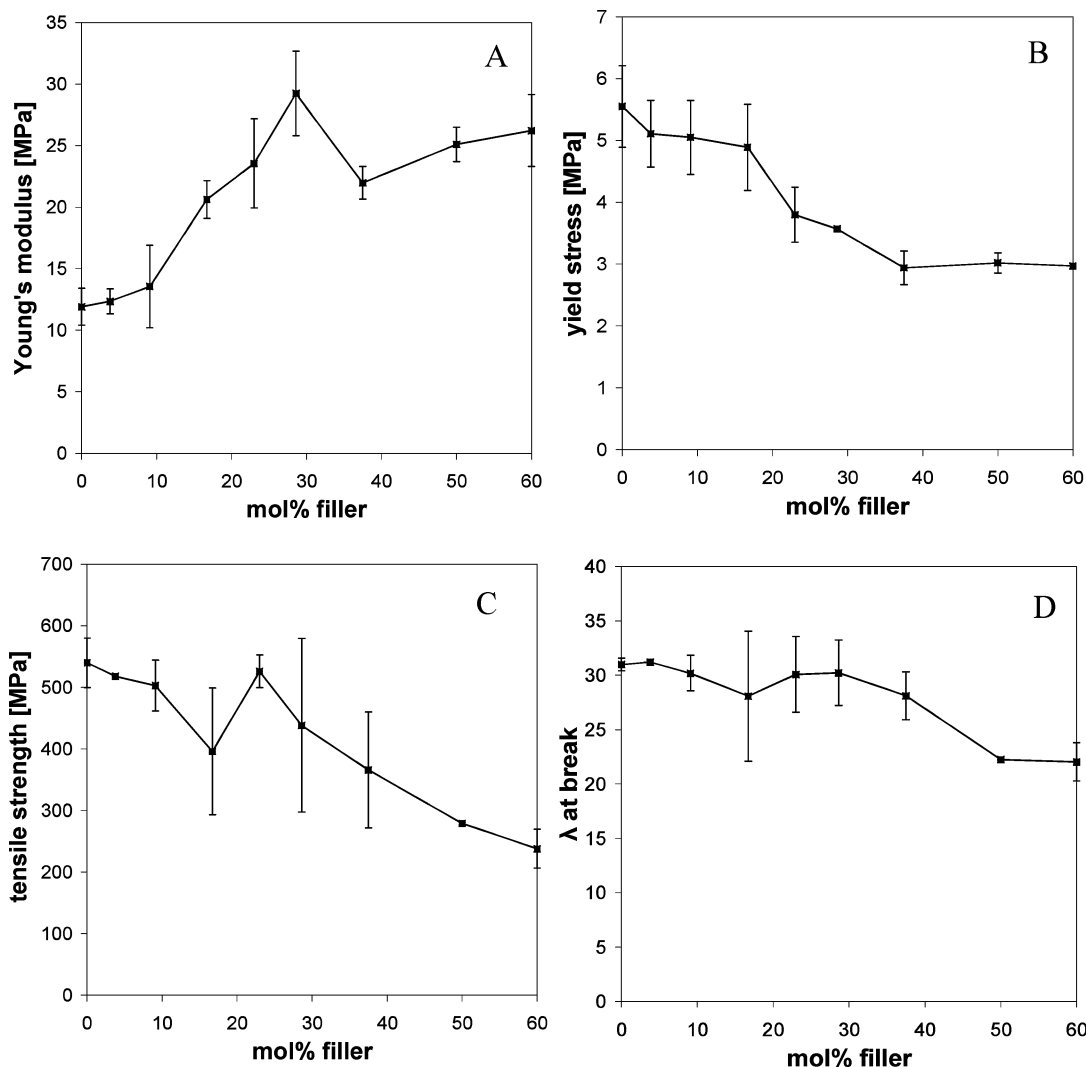 A
Young's modulus [MPa]
35
30
25
20
15
10
5
0
0 10 20 30 40 50 60
mol% filler
B
yield stress [MPa]
7
6
5
4
3
2
1
0
0 10 20 30 40 50 60
mol% filler
C
tensile strength [MPa]
700
600
500
400
300
200
100
0
0 10 20 30 40 50 60
mol% filler
D
λ at break
40
35
30
25
20
15
10
5
0
0 10 20 30 40 50 60
mol% filler